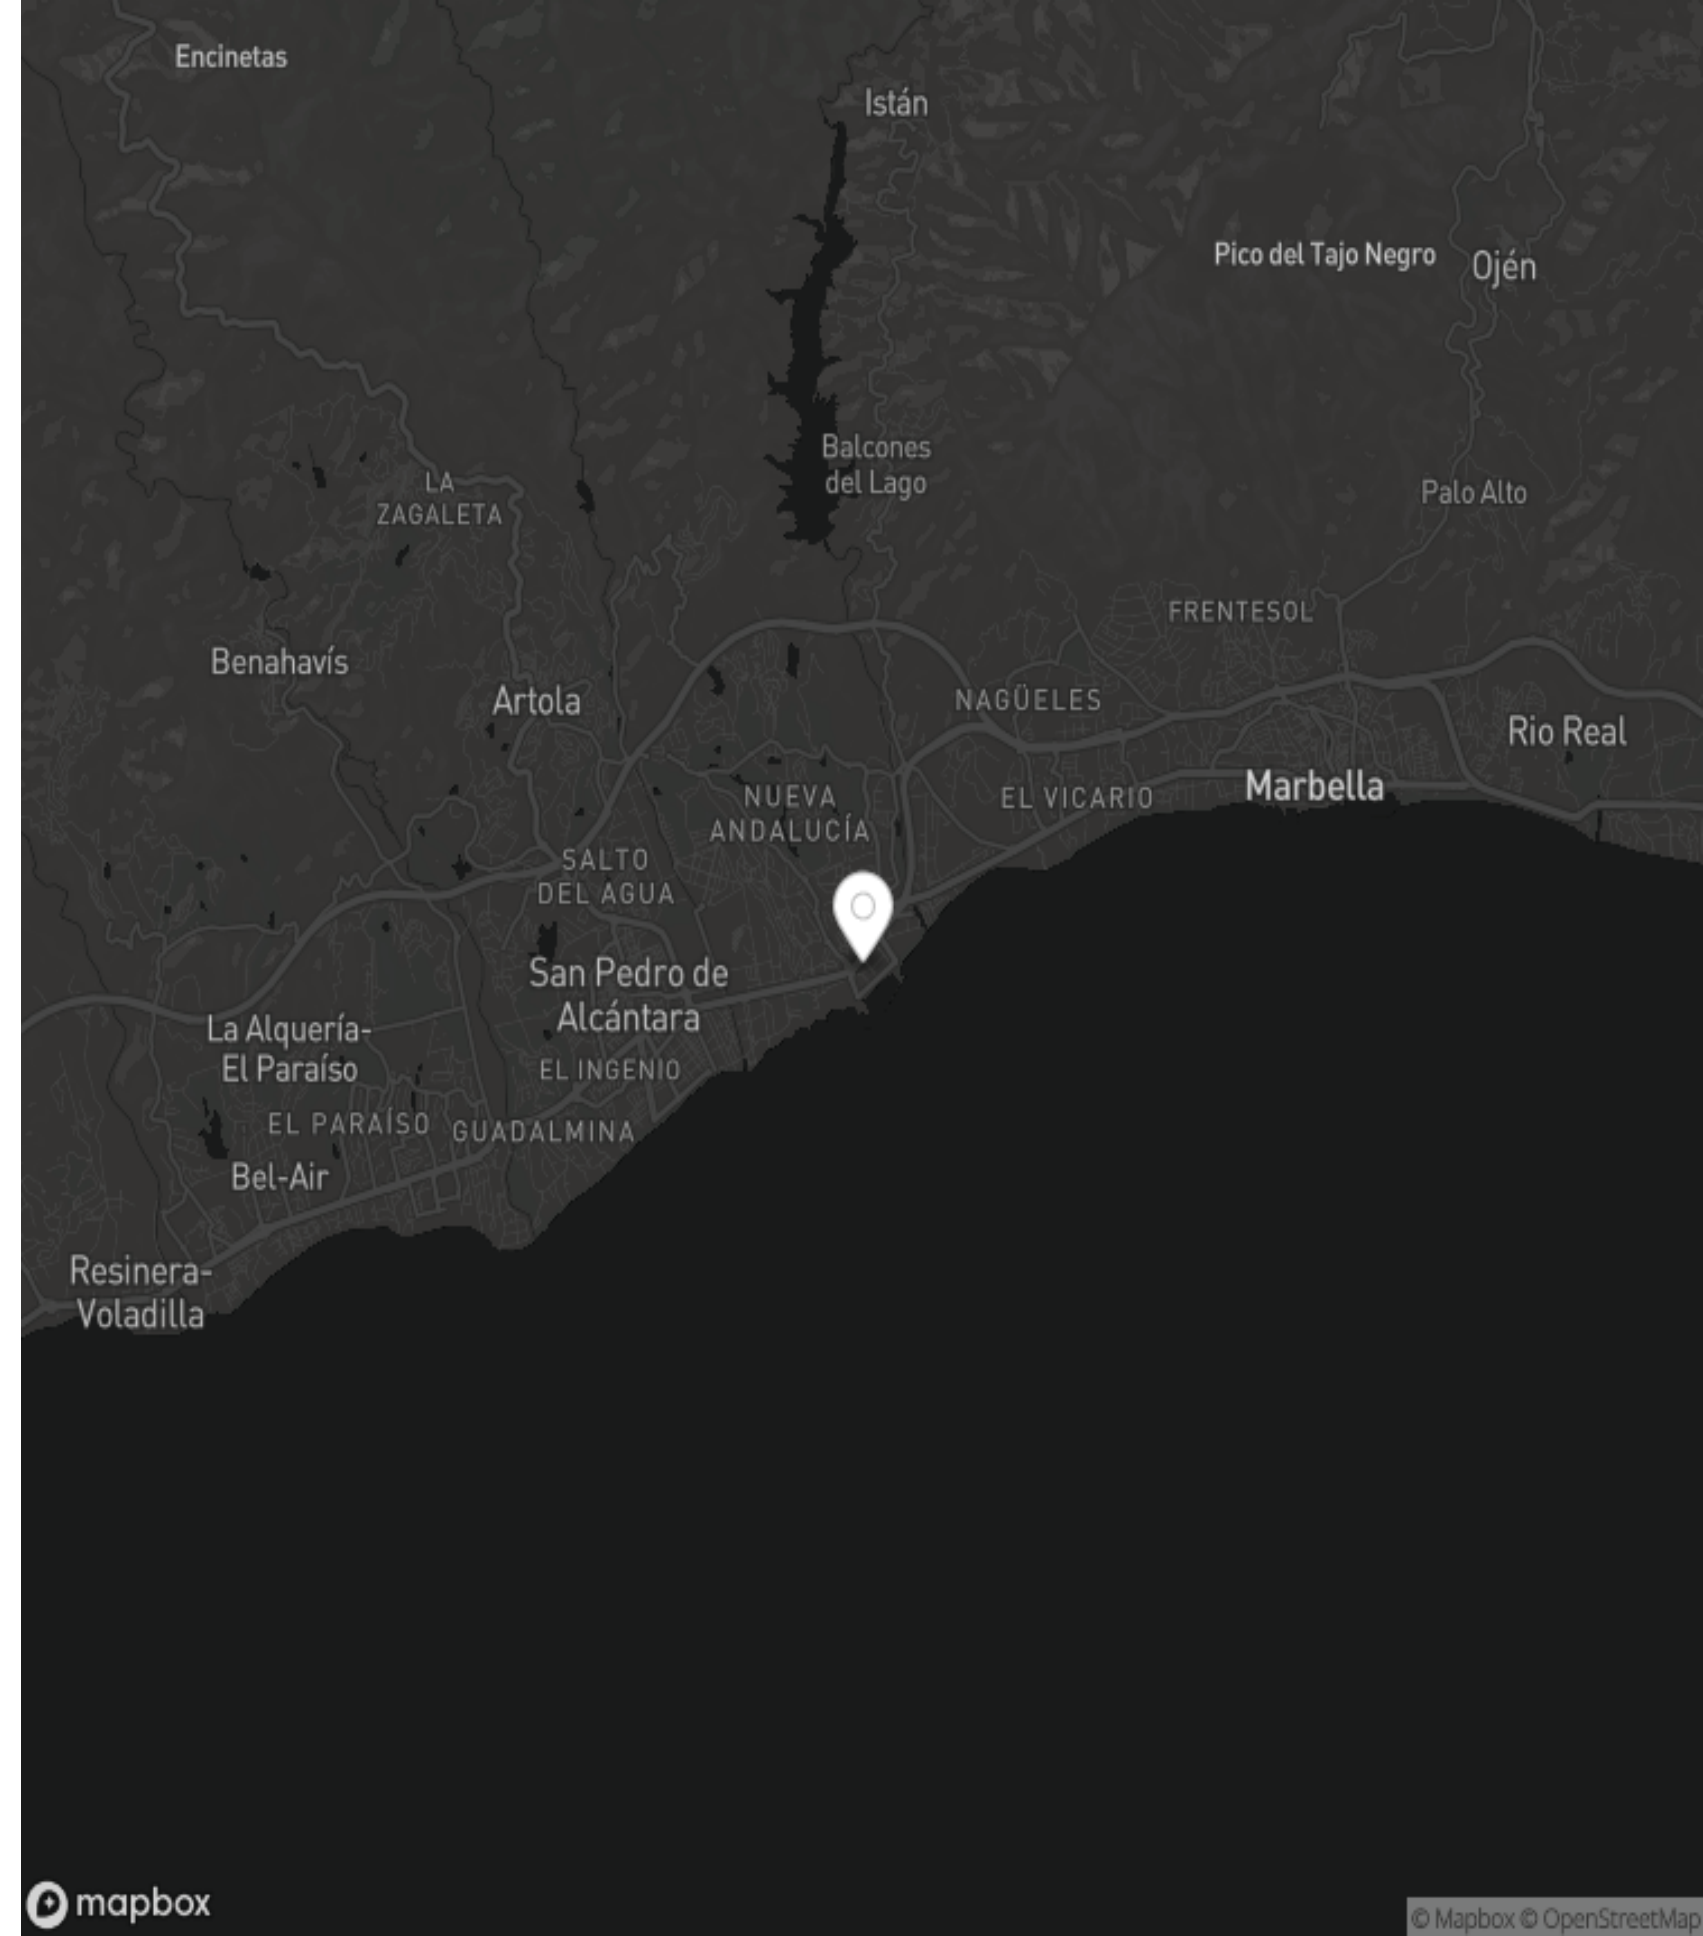 Encinetas
Istán
Pico del Tajo Negro
Ojén
Balcones
del Lago
LA
ZAGALETA
Palo Alto
FRENTESOL
Benahavís
Artola
NAGÜELES
Rio Real
Marbella
NUEVA
ANDALUCÍA
EL VICARIO
SALTO
DEL AGUA
San Pedro de
Alcántara
La Alquería-
El Paraíso
EL INGENIO
EL PARAÍSO
GUADALMINA
Bel-Air
Resinera-
Voladilla
mapbox
© Mapbox © OpenStreetMap